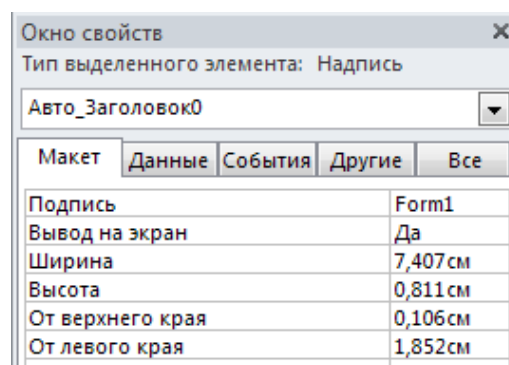 Окно свойств
Тип выделенного элемента: Надпись
Авто_Заголовок0
Макет Данные События Другие Все
Подпись Form1
Вывод на экран Да
Ширина 7,407см
Высота 0,811см
От верхнего края 0,106см
От левого края 1,852см